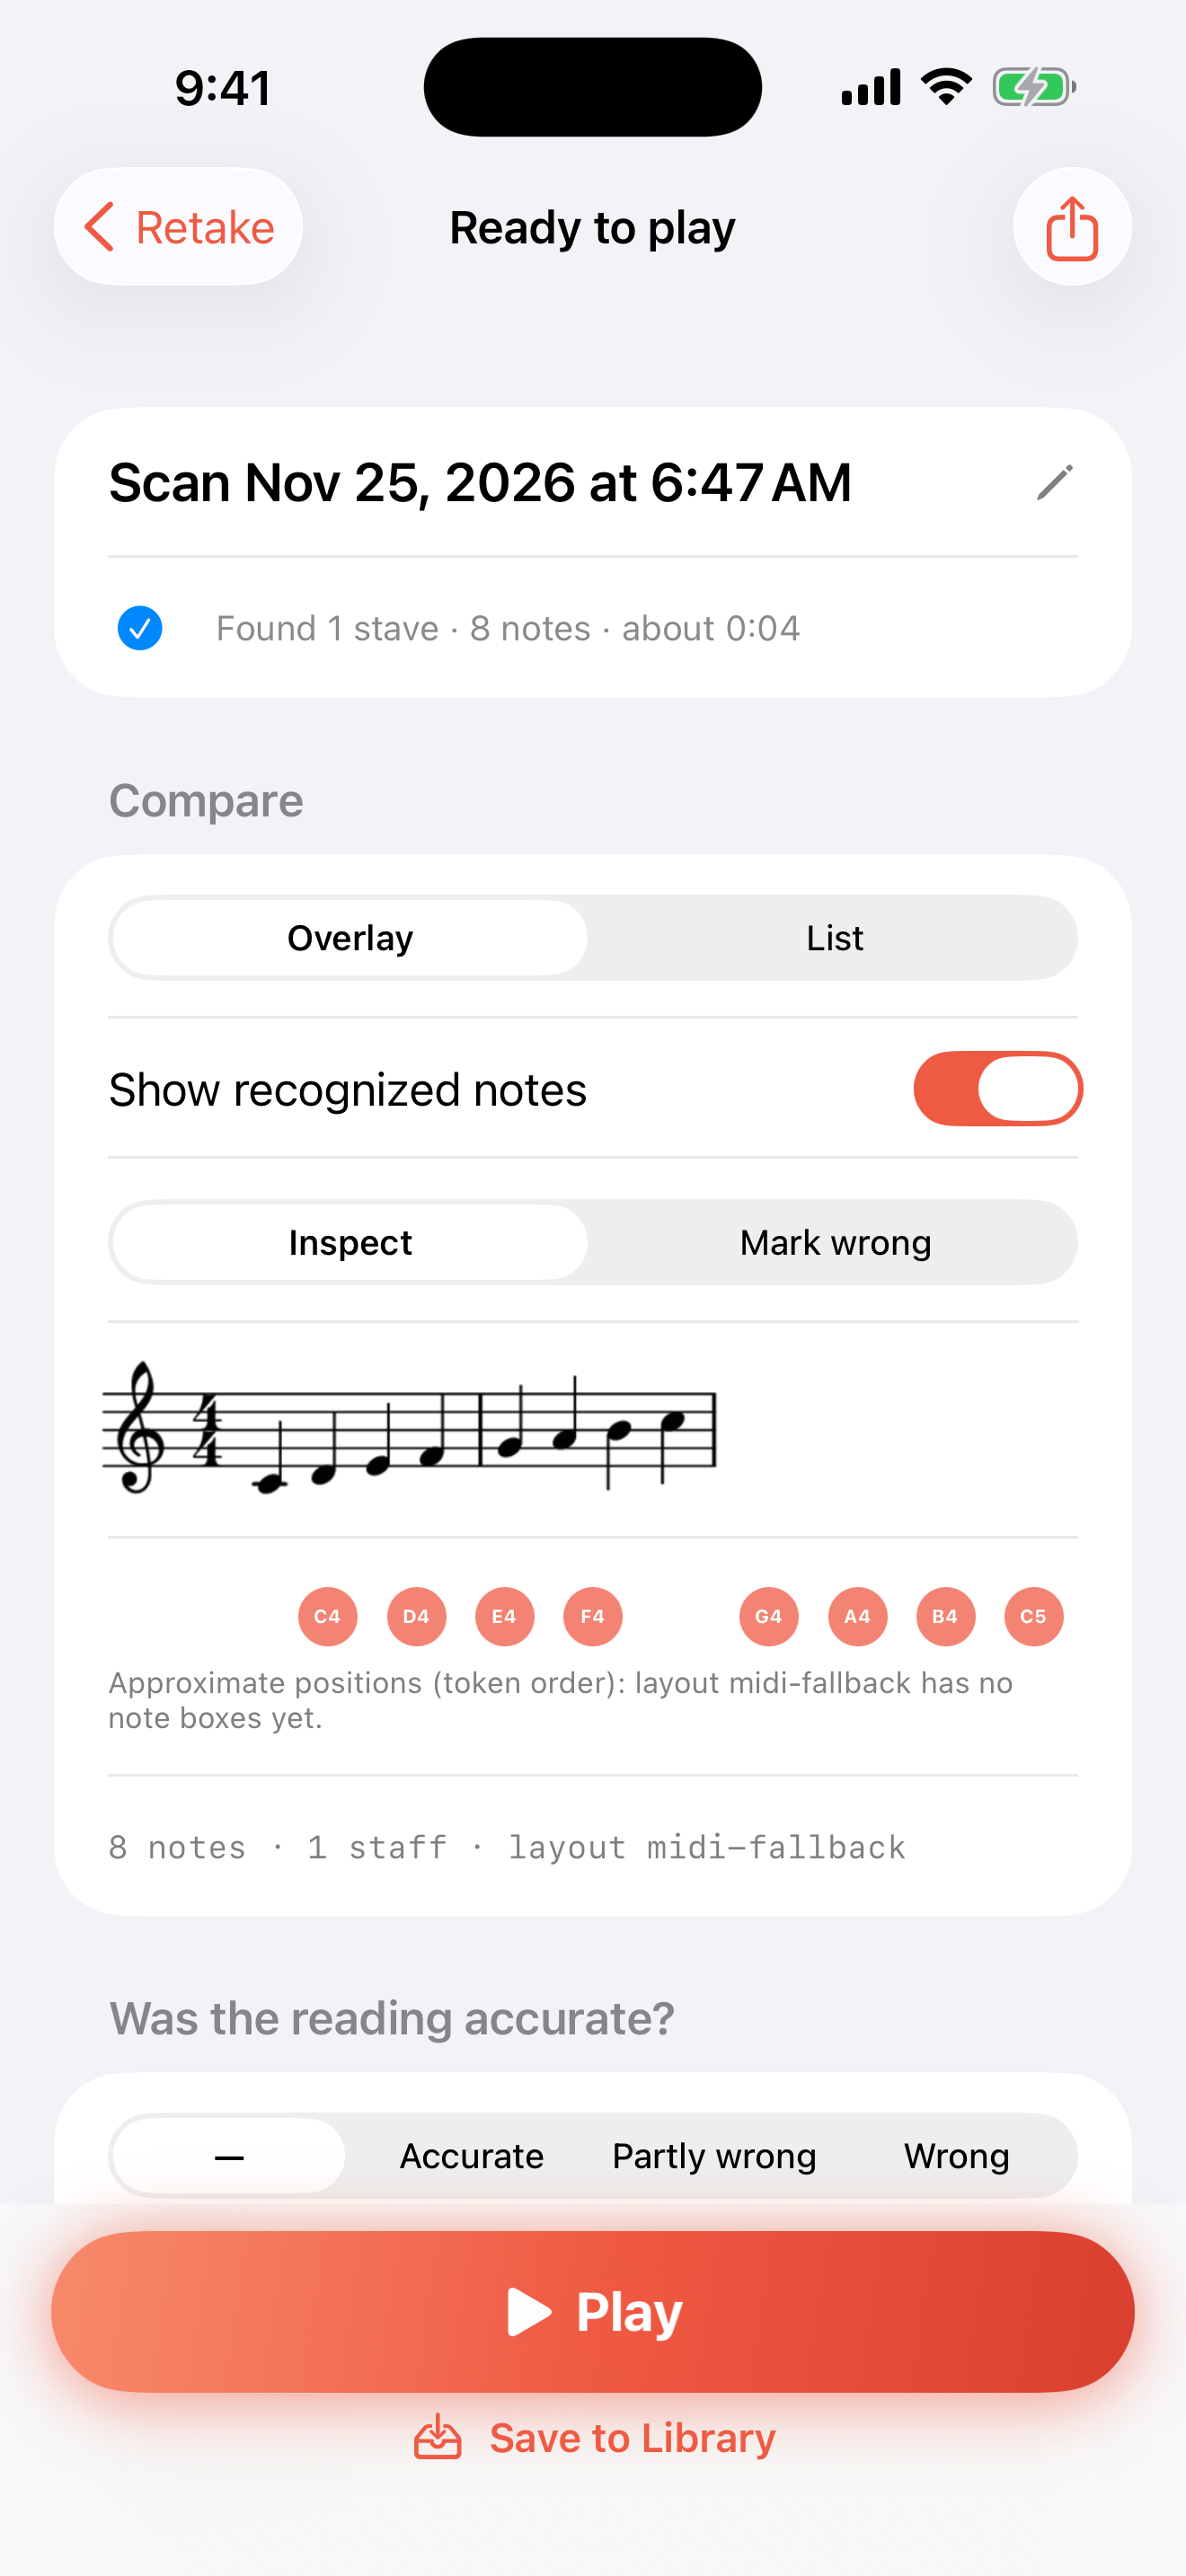 9:41
Retake
Ready to play
Scan Nov 25, 2026 at 6:47 AM
Found 1 stave · 8 notes · about 0:04
Compare
Overlay List
Show recognized notes
Inspect Mark wrong
4
4
C4 D4 E4 F4 G4 A4 B4 C5
Approximate positions (token order): layout midi-fallback has no
note boxes yet.
8 notes · 1 staff · layout midi-fallback
Was the reading accurate?
— Accurate Partly wrong Wrong
Play
Save to Library